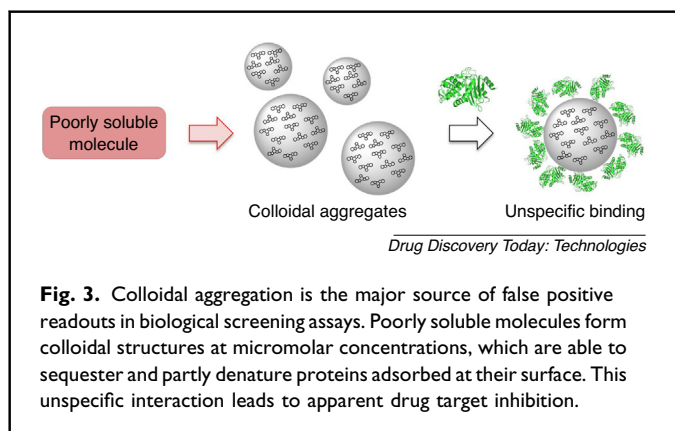 Poorly soluble
molecule
Colloidal aggregates
Unspecific binding
Drug Discovery Today: Technologies
Fig. 3. Colloidal aggregation is the major source of false positive
readouts in biological screening assays. Poorly soluble molecules form
colloidal structures at micromolar concentrations, which are able to
sequester and partly denature proteins adsorbed at their surface. This
unspecific interaction leads to apparent drug target inhibition.